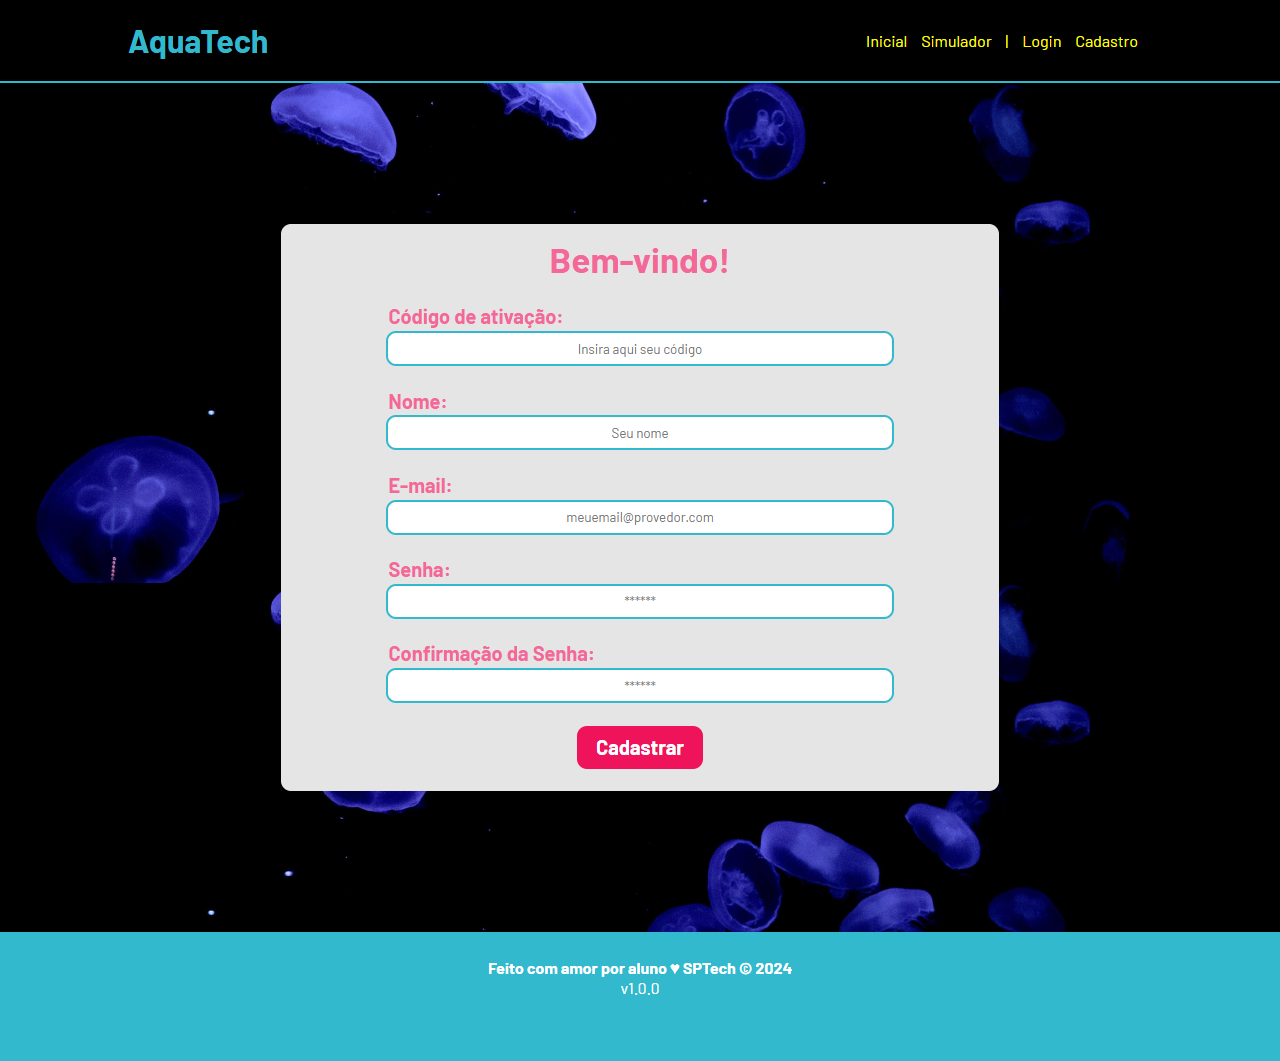 AquaTech
Inicial Simulador | Login Cadastro
Bem-vindo!
Código de ativação:
Insira aqui seu código
Nome:
Seu nome
E-mail:
meuemail@provedor.com
Senha:
******
Confirmação da Senha:
******
Cadastrar
Feito com amor por aluno ♥ SPTech © 2024
v1.0.0